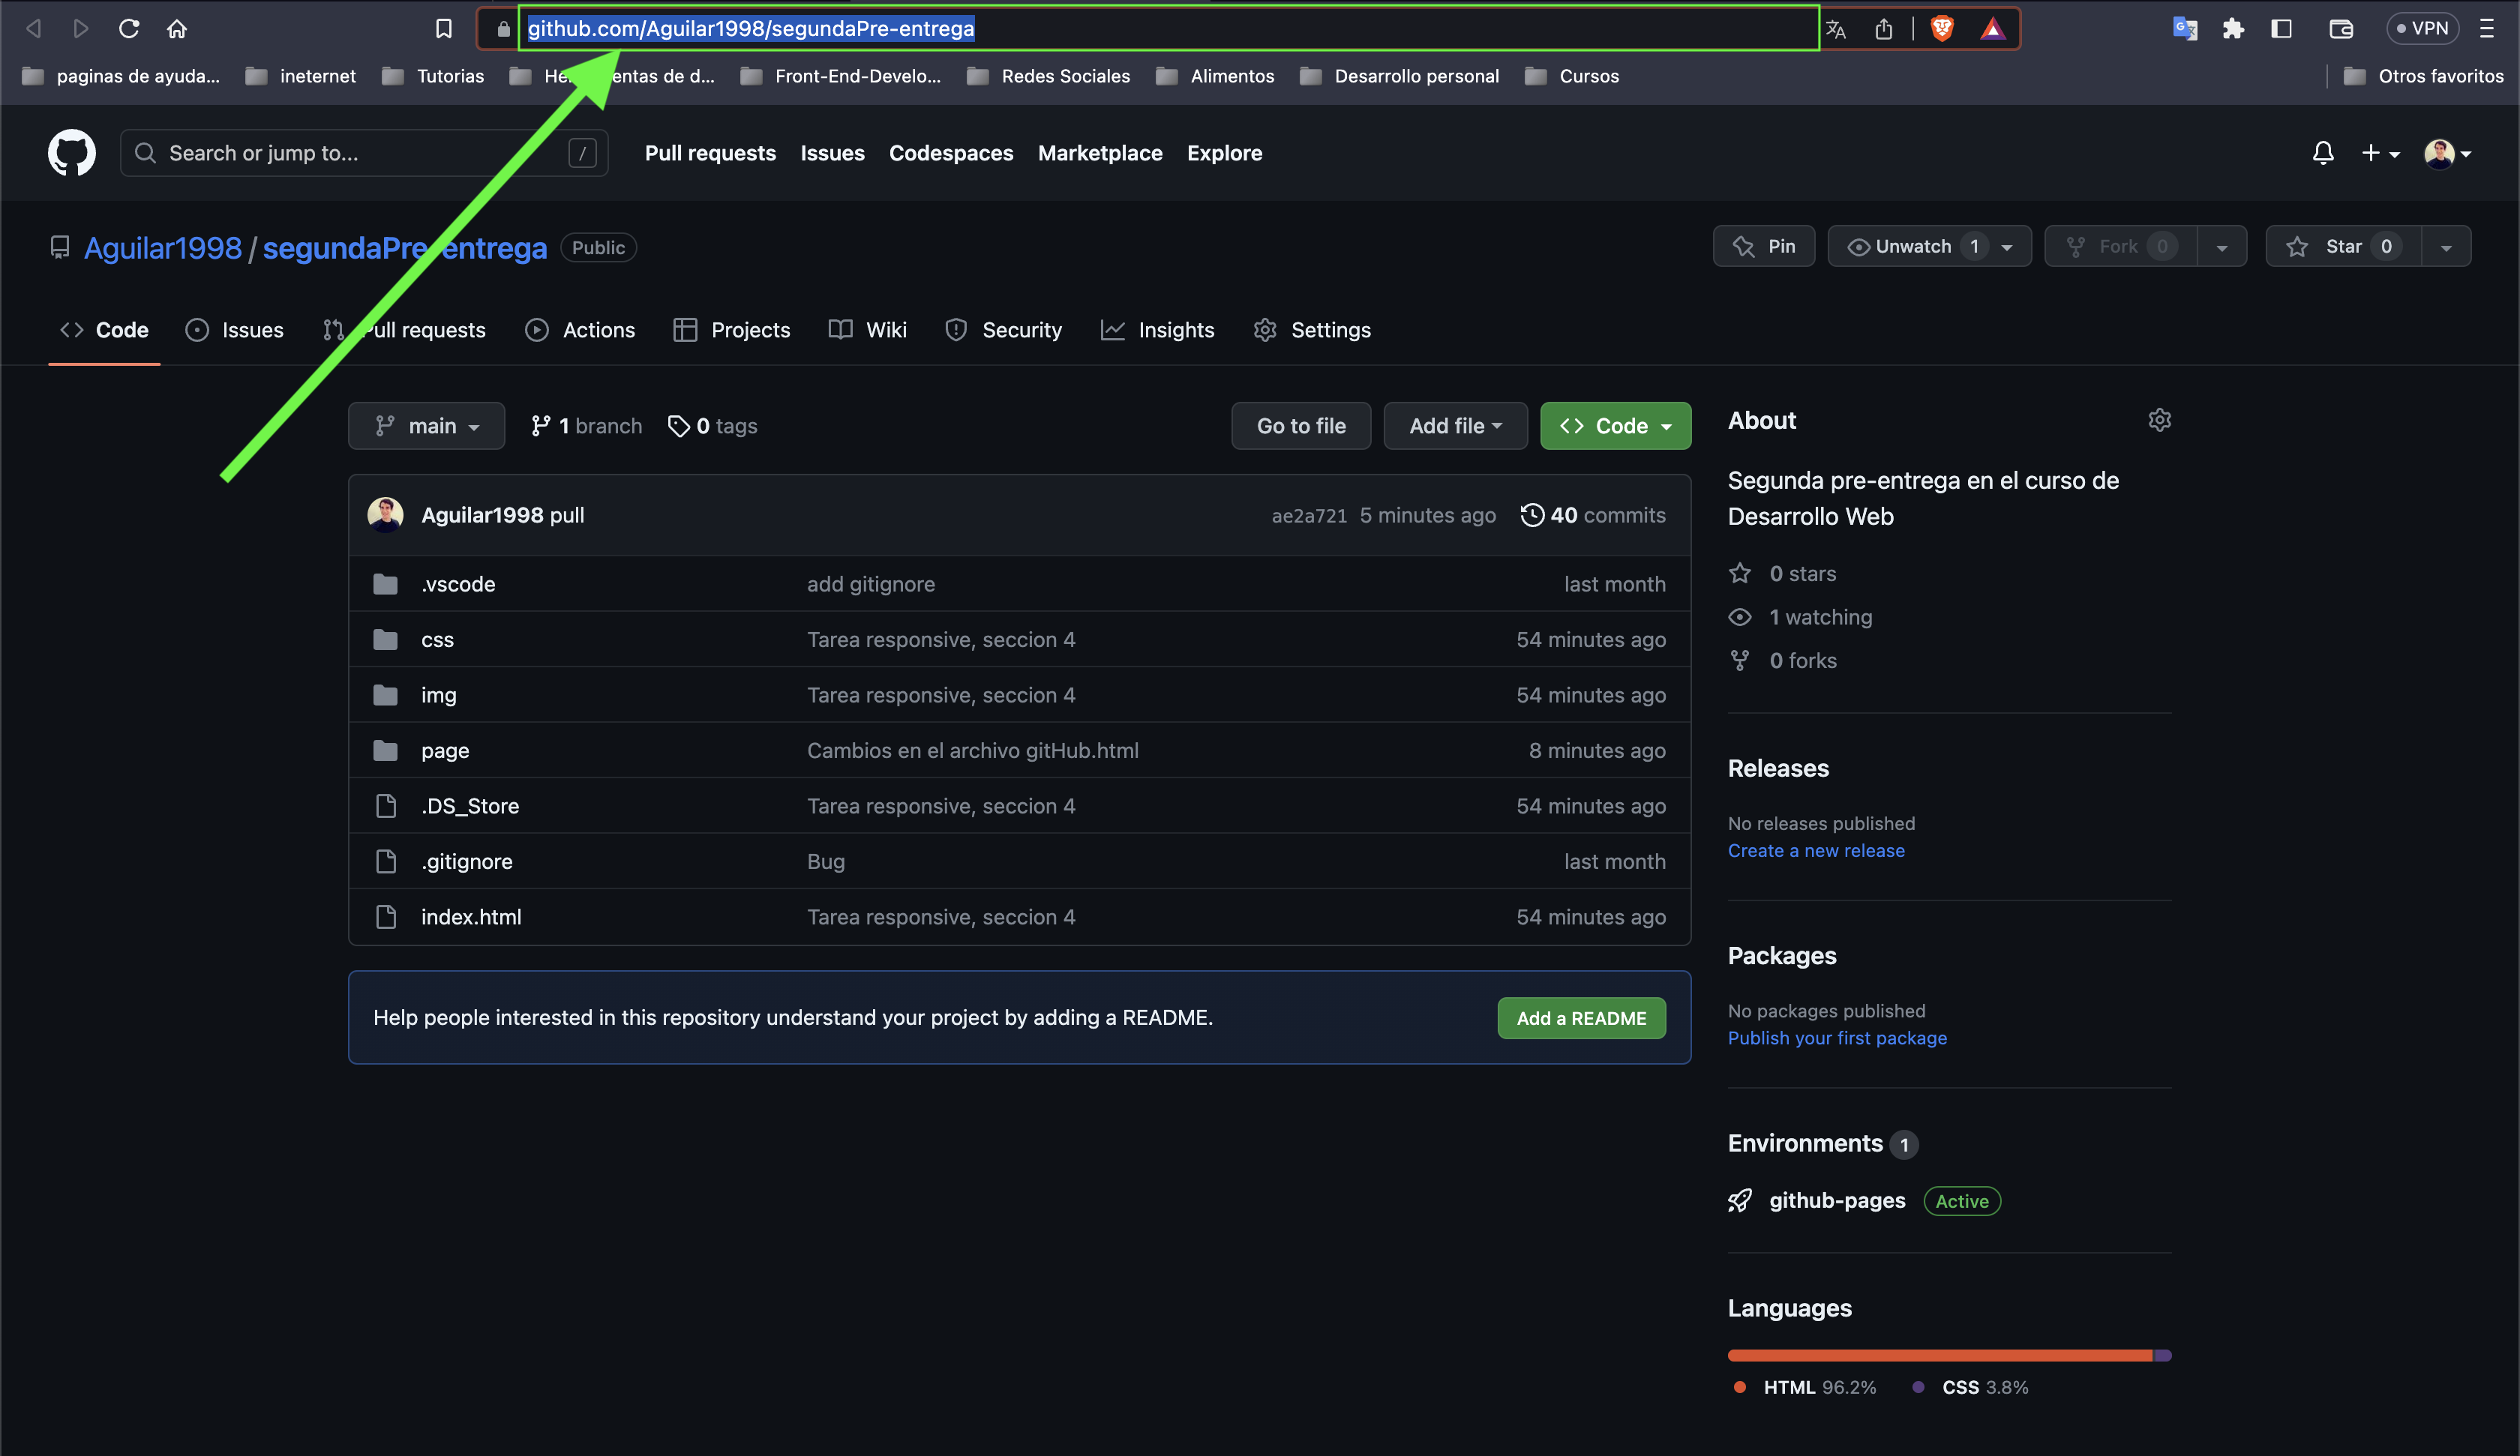 github.com/Aguilar1998/segundaPre-entrega
VPN
paginas de ayuda...
ineternet
Tutorias
He entas de d...
Front-End-Develo...
Redes Sociales
Alimentos
Desarrollo personal
Cursos
Otros favoritos
Search or jump to...
/
Pull requests
Issues
Codespaces
Marketplace
Explore
Aguilar1998 / segundaPre-entrega
Public
Pin
Unwatch 1
Fork 0
Star 0
Code
Issues
Pull requests
Actions
Projects
Wiki
Security
Insights
Settings
main
1 branch
0 tags
Go to file
Add file
Code
Aguilar1998 pull
ae2a721 5 minutes ago
40 commits
.vscode add gitignore last month
css Tarea responsive, seccion 4 54 minutes ago
img Tarea responsive, seccion 4 54 minutes ago
page Cambios en el archivo gitHub.html 8 minutes ago
.DS_Store Tarea responsive, seccion 4 54 minutes ago
.gitignore Bug last month
index.html Tarea responsive, seccion 4 54 minutes ago
Help people interested in this repository understand your project by adding a README.
Add a README
About
Segunda pre-entrega en el curso de
Desarrollo Web
0 stars
1 watching
0 forks
Releases
No releases published
Create a new release
Packages
No packages published
Publish your first package
Environments 1
github-pages Active
Languages
HTML 96.2%
CSS 3.8%